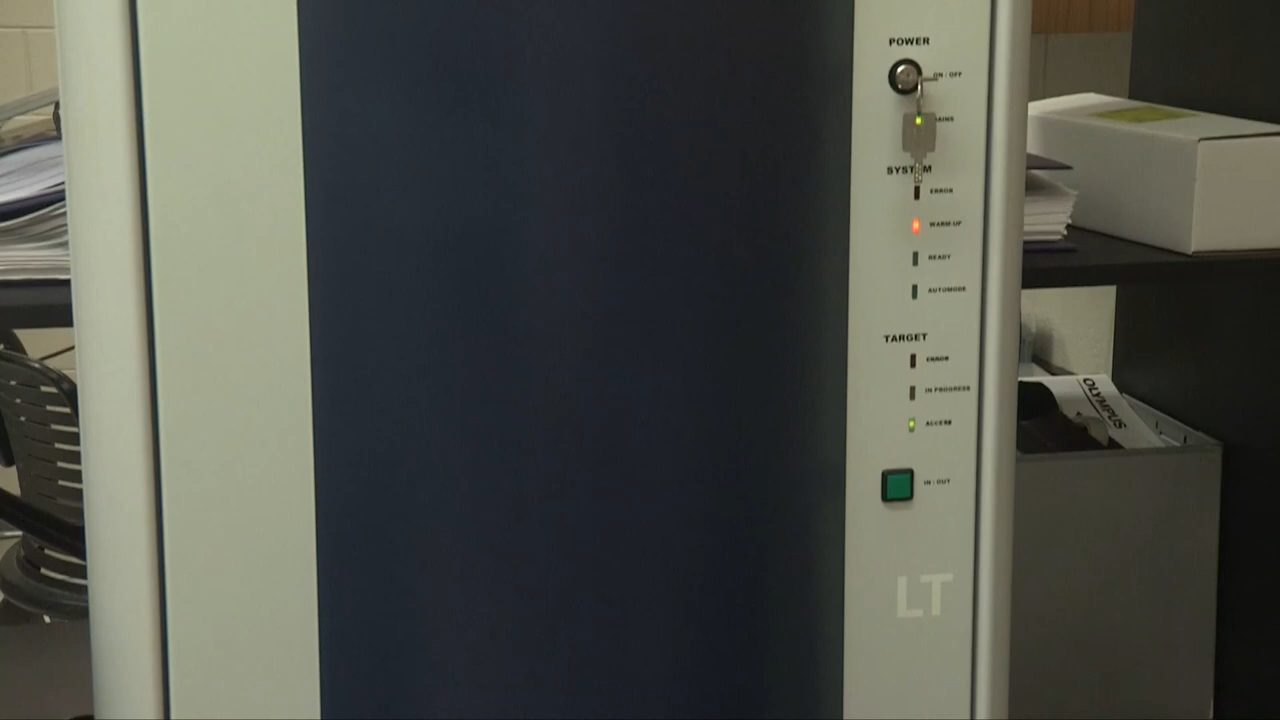 POWER
ON / OFF
MAINS
SYSTEM
ERROR
WARM-UP
READY
AUTOMODE
TARGET
ERROR
IN PROGRESS
ACCESS
IN / OUT
LT
OLYMPUS